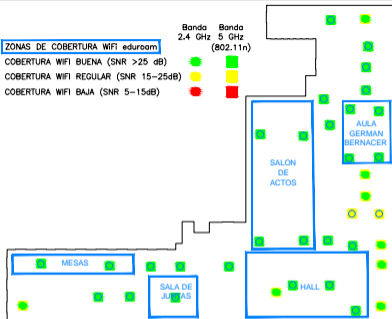 Banda Banda
2.4 GHz 5 GHz
(802.11n)
ZONAS DE COBERTURA WiFi eduroam
COBERTURA WIFI BUENA (SNR >25 dB)
COBERTURA WIFI REGULAR (SNR 15-25dB)
COBERTURA WIFI BAJA (SNR 5-15dB)
AULA
GERMAN
BERNACER
SALON
DE
ACTOS
MESAS
SALA DE
JUNTAS
HALL